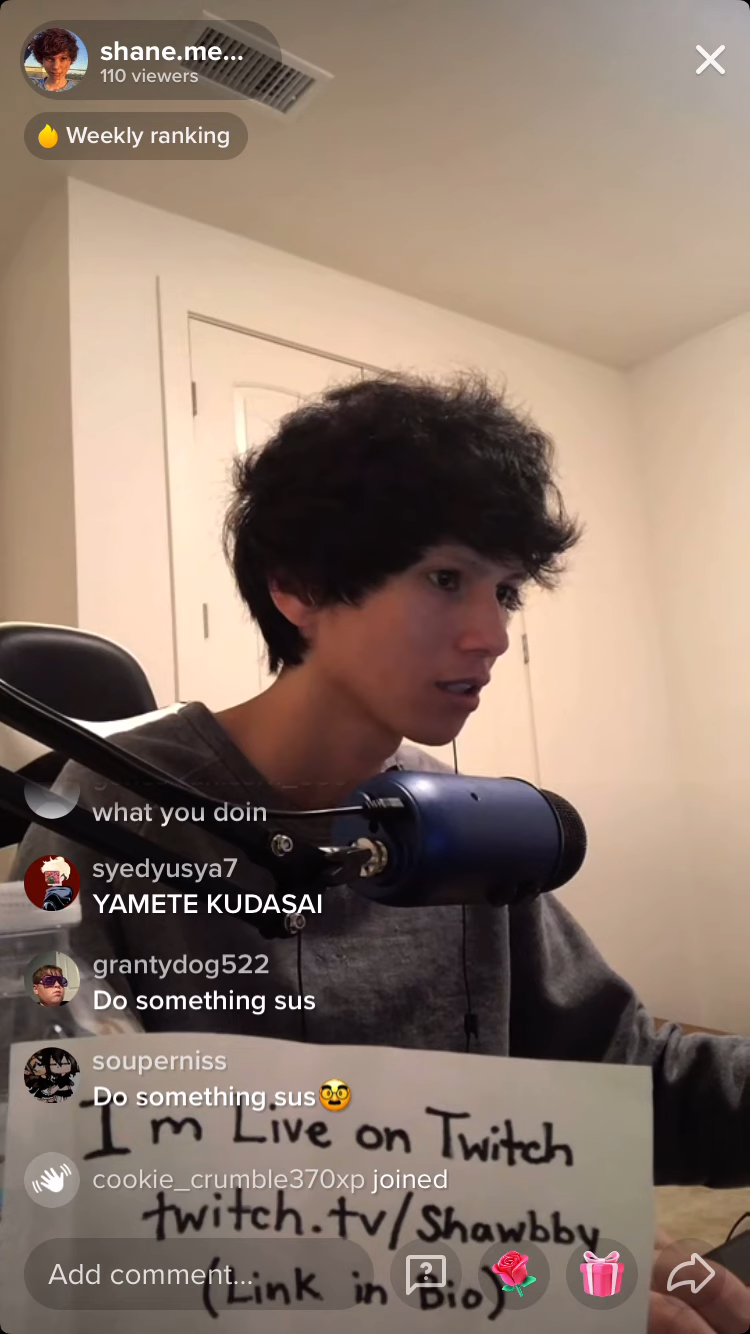 shane.me...
110 viewers
Weekly ranking
what you doin
syedyusya7
YAMETE KUDASAI
grantydog522
Do something sus
souperniss
Do something sus🥸
I'm Live on Twitch
cookie_crumble370xp joined
twitch.tv/Shawbby
Add comment...
(Link in Bio)